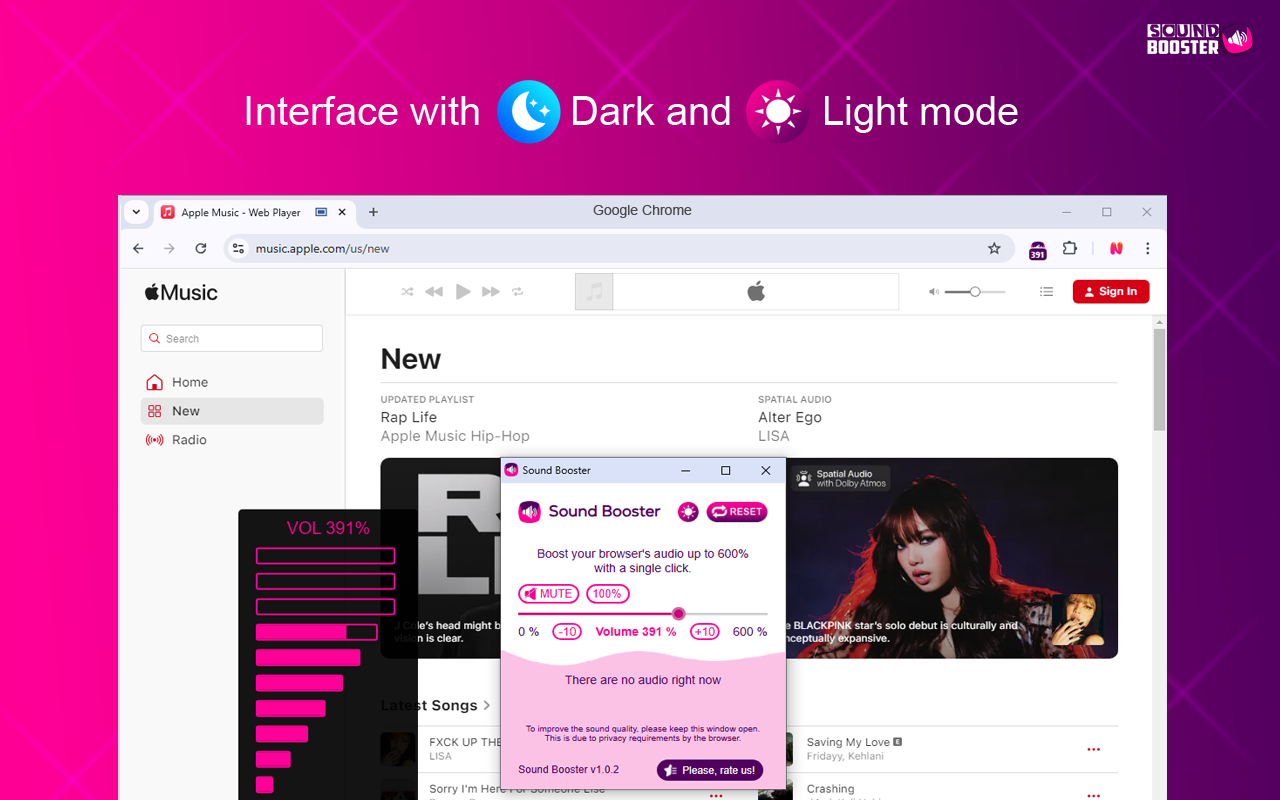 SOUND
BOOSTER
Interface with Dark and Light mode
Apple Music - Web Player
Google Chrome
music.apple.com/us/new
391
Music
Sign In
Search
Home
New
Radio
New
UPDATED PLAYLIST
Rap Life
Apple Music Hip-Hop
SPATIAL AUDIO
Alter Ego
LISA
Spatial Audio
with Dolby Atmos
J Cole's head might b
vision is clear.
e BLACKPINK star's solo debut is culturally and
nceptually expansive.
VOL 391%
Sound Booster
Sound Booster
RESET
Boost your browser's audio up to 600%
with a single click.
MUTE
100%
0 %
-10
Volume 391 %
+10
600 %
There are no audio right now
To improve the sound quality, please keep this window open.
This is due to privacy requirements by the browser.
Sound Booster v1.0.2
Please, rate us!
Latest Songs
FXCK UP THE
LISA
Saving My Love E
Fridayy, Kehlani
Sorry I'm Here For Someone Else
Crashing